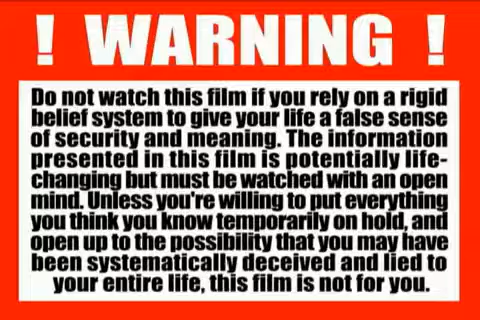 ! WARNING !
Do not watch this film if you rely on a rigid
belief system to give your life a false sense
of security and meaning. The information
presented in this film is potentially life-
changing but must be watched with an open
mind. Unless you're willing to put everything
you think you know temporarily on hold, and
open up to the possibility that you may have
been systematically deceived and lied to
your entire life, this film is not for you.